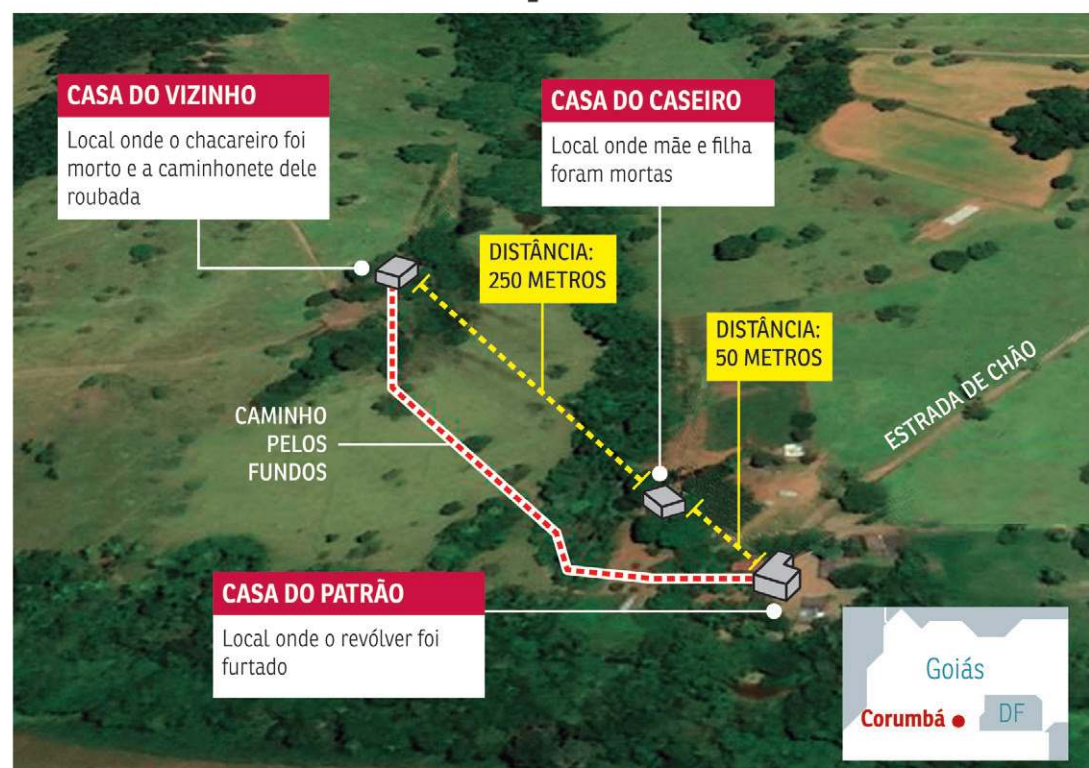 CASA DO VIZINHO
Local onde o chacareiro foi
morto e a caminhonete dele
roubada
CASA DO CASEIRO
Local onde mãe e filha
foram mortas
DISTÂNCIA:
250 METROS
DISTÂNCIA:
50 METROS
ESTRADA DE CHÃO
CAMINHO
PELOS
FUNDOS
CASA DO PATRÃO
Local onde o revólver foi
furtado
Goiás
Corumbá
DF